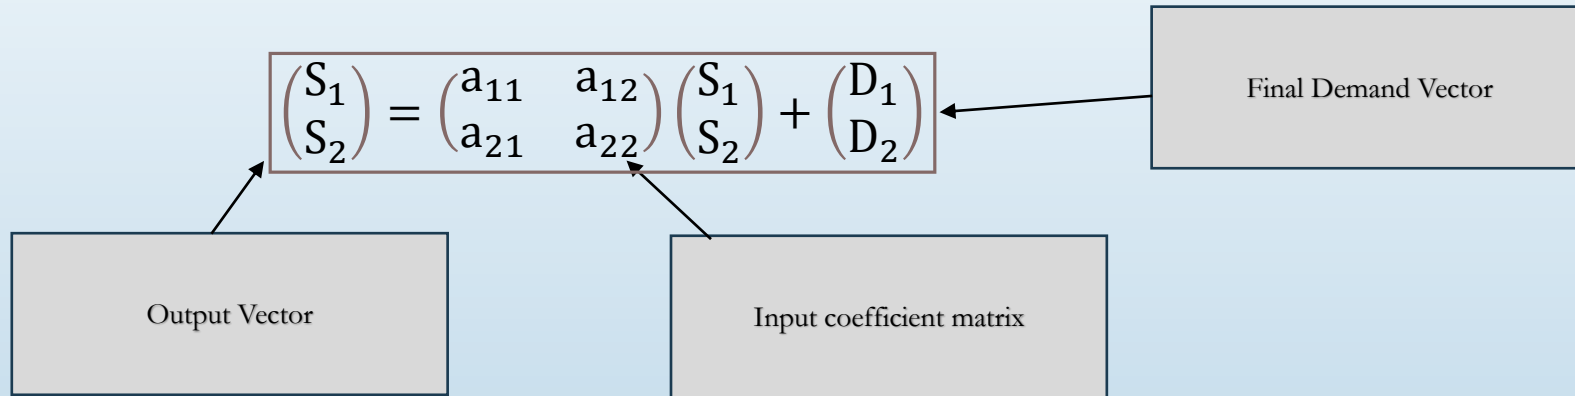 (S₁ S₂) = (a₁₁ a₁₂ a₂₁ a₂₂)(S₁ S₂) + (D₁ D₂)
Final Demand Vector
Output Vector
Input coefficient matrix